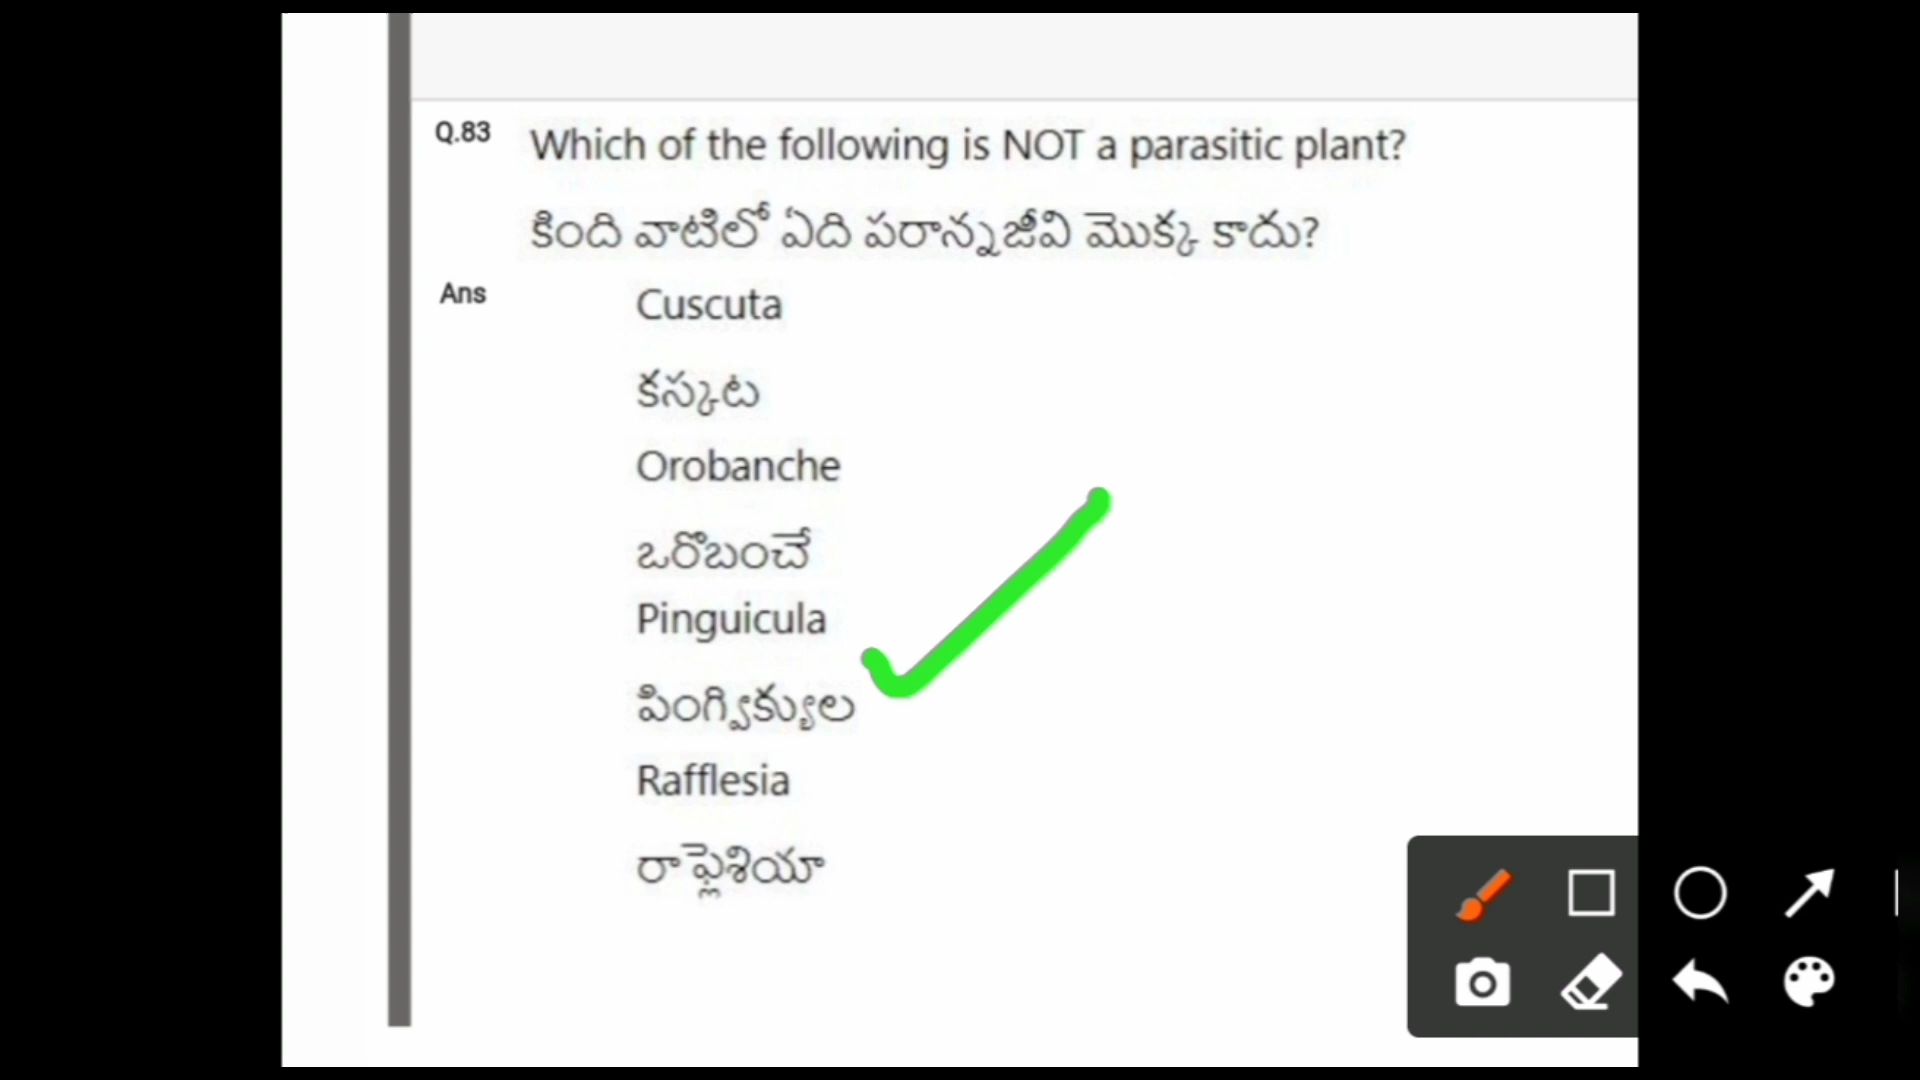 Q.83 Which of the following is NOT a parasitic plant?
కింది వాటిలో ఏది పరాన్నజీవి మొక్క కాదు?
Ans Cuscuta
కస్కట
Orobanche
ఒరొబంచే
Pinguicula
పింగ్విక్యుల
Rafflesia
రాఫ్లెశియా